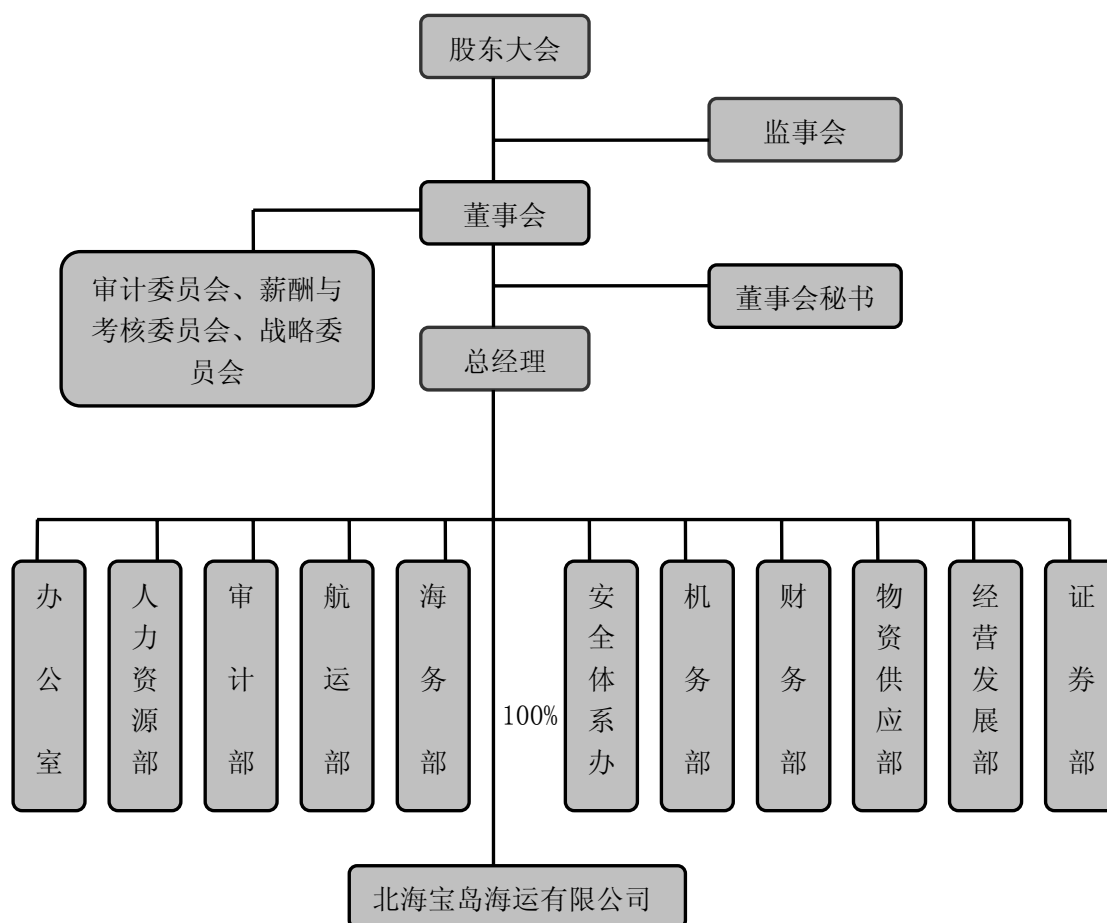 股东大会
监事会
董事会
审计委员会、薪酬与
考核委员会、战略委
员会
董事会秘书
总经理
办公室
人力资源部
审计部
航运部
海务部
100%
安全体系办
机务部
财务部
物资供应部
经营发展部
证券部
北海宝岛海运有限公司